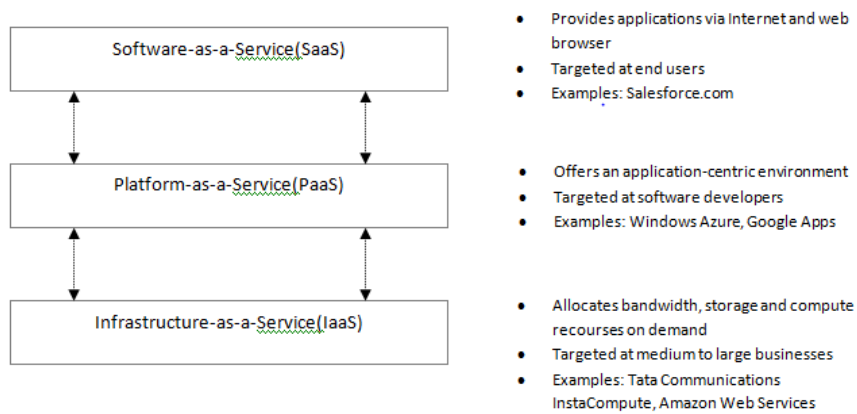 Software-as-a-Service(SaaS)
• Provides applications via Internet and web
browser
• Targeted at end users
• Examples: Salesforce.com
Platform-as-a-Service(PaaS)
• Offers an application-centric environment
• Targeted at software developers
• Examples: Windows Azure, Google Apps
Infrastructure-as-a-Service(IaaS)
• Allocates bandwidth, storage and compute
recourses on demand
• Targeted at medium to large businesses
• Examples: Tata Communications
InstaCompute, Amazon Web Services